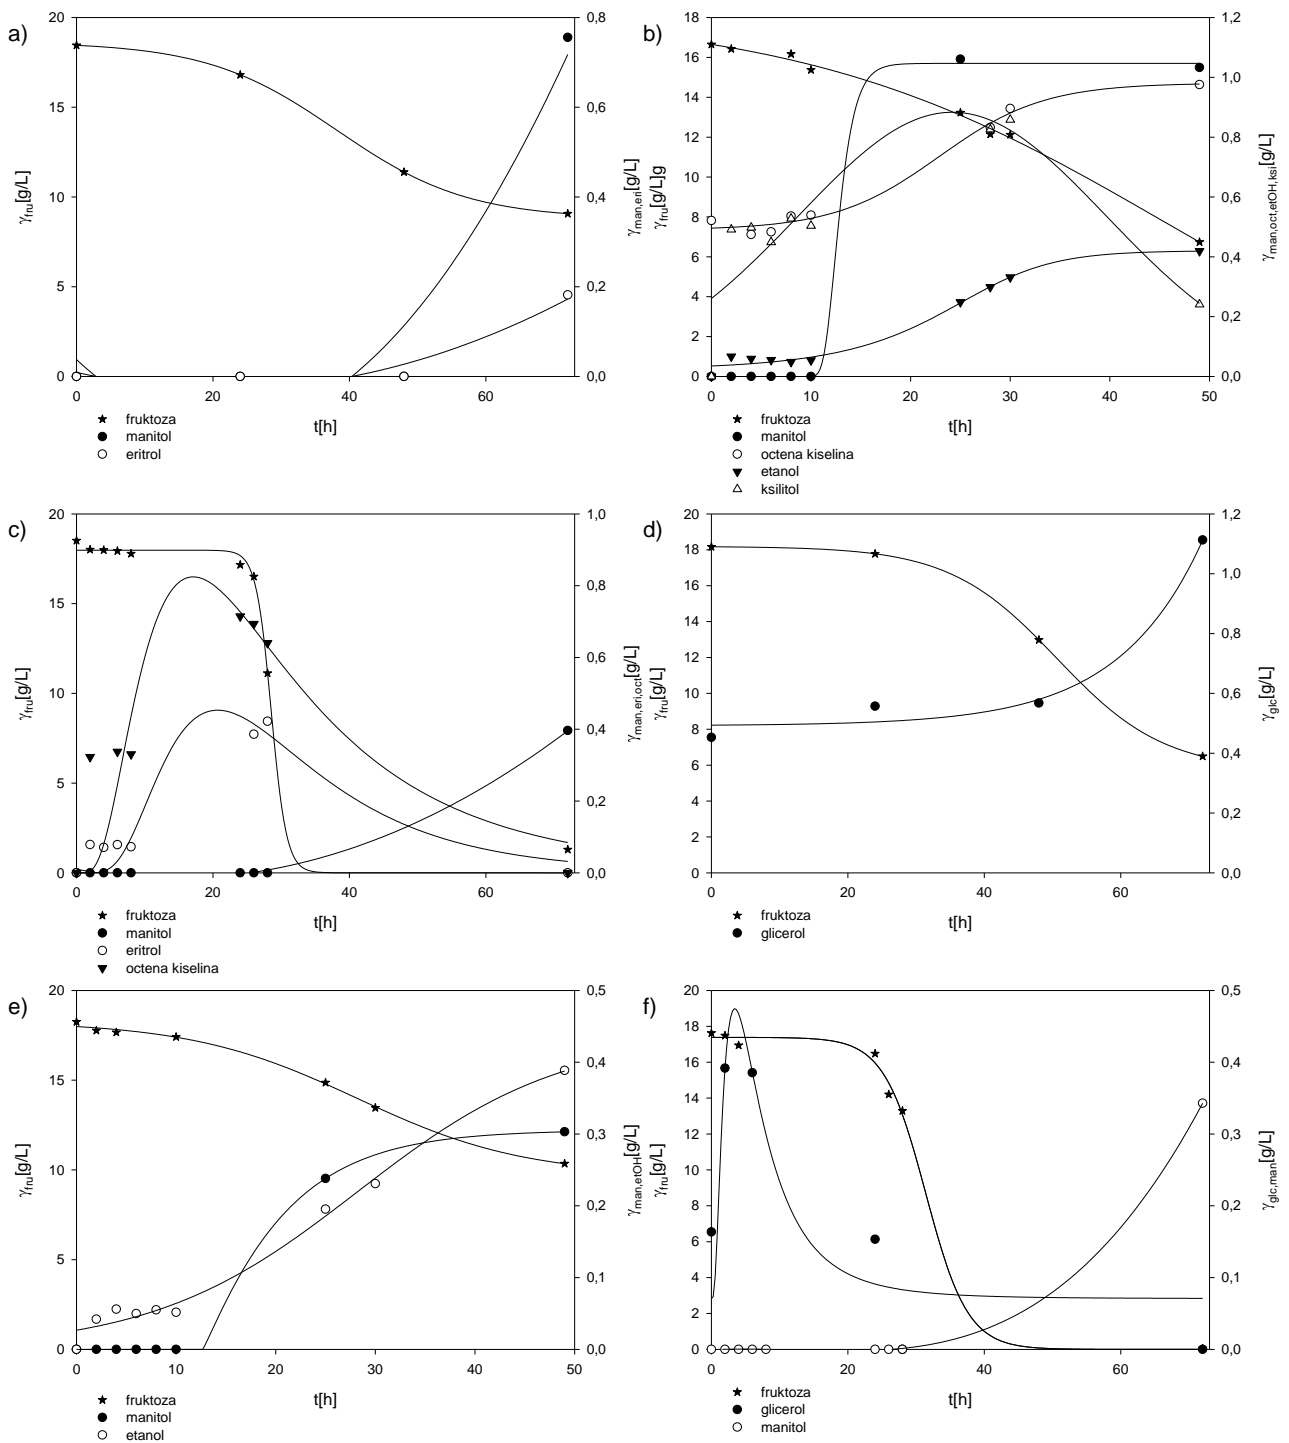 a)
20
15
10
5
0
0,8
0,6
0,4
0,2
0,0
0 20 40 60
γfru[g/L]
γman,eri[g/L]
t[h]
fruktoza
manitol
eritrol
b)
18
16
14
12
10
8
6
4
2
0
1,2
1,0
0,8
0,6
0,4
0,2
0,0
0 10 20 30 40 50
γfru[g/L]g
γman,oct,etOH,ksi[g/L]
t[h]
fruktoza
manitol
octena kiselina
etanol
ksilitol
c)
20
15
10
5
0
1,0
0,8
0,6
0,4
0,2
0,0
0 20 40 60
γfru[g/L]
γman,eri,oct[g/L]
t[h]
fruktoza
manitol
eritrol
octena kiselina
d)
20
18
16
14
12
10
8
6
4
2
0
1,2
1,0
0,8
0,6
0,4
0,2
0,0
0 20 40 60
γfru[g/L]
γglc[g/L]
t[h]
fruktoza
glicerol
e)
20
15
10
5
0
0,5
0,4
0,3
0,2
0,1
0,0
0 10 20 30 40 50
γfru[g/L]
γman,etOH[g/L]
t[h]
fruktoza
manitol
etanol
f)
20
18
16
14
12
10
8
6
4
2
0
0,5
0,4
0,3
0,2
0,1
0,0
0 20 40 60
γfru[g/L]
γglc,man[g/L]
t[h]
fruktoza
glicerol
manitol